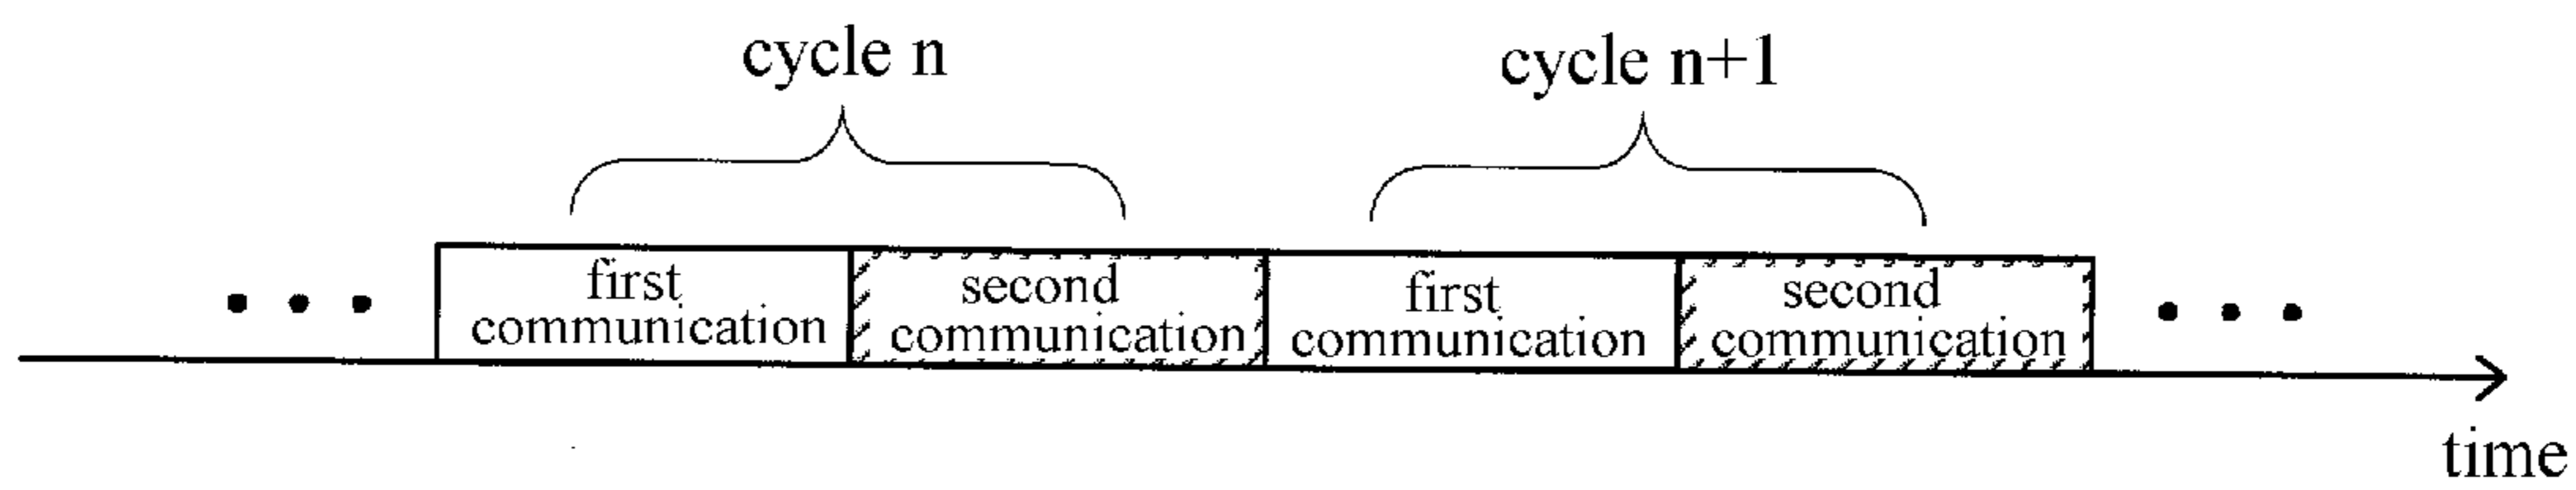 cycle n
cycle n+1
first
communication
second
communication
first
communication
second
communication
time